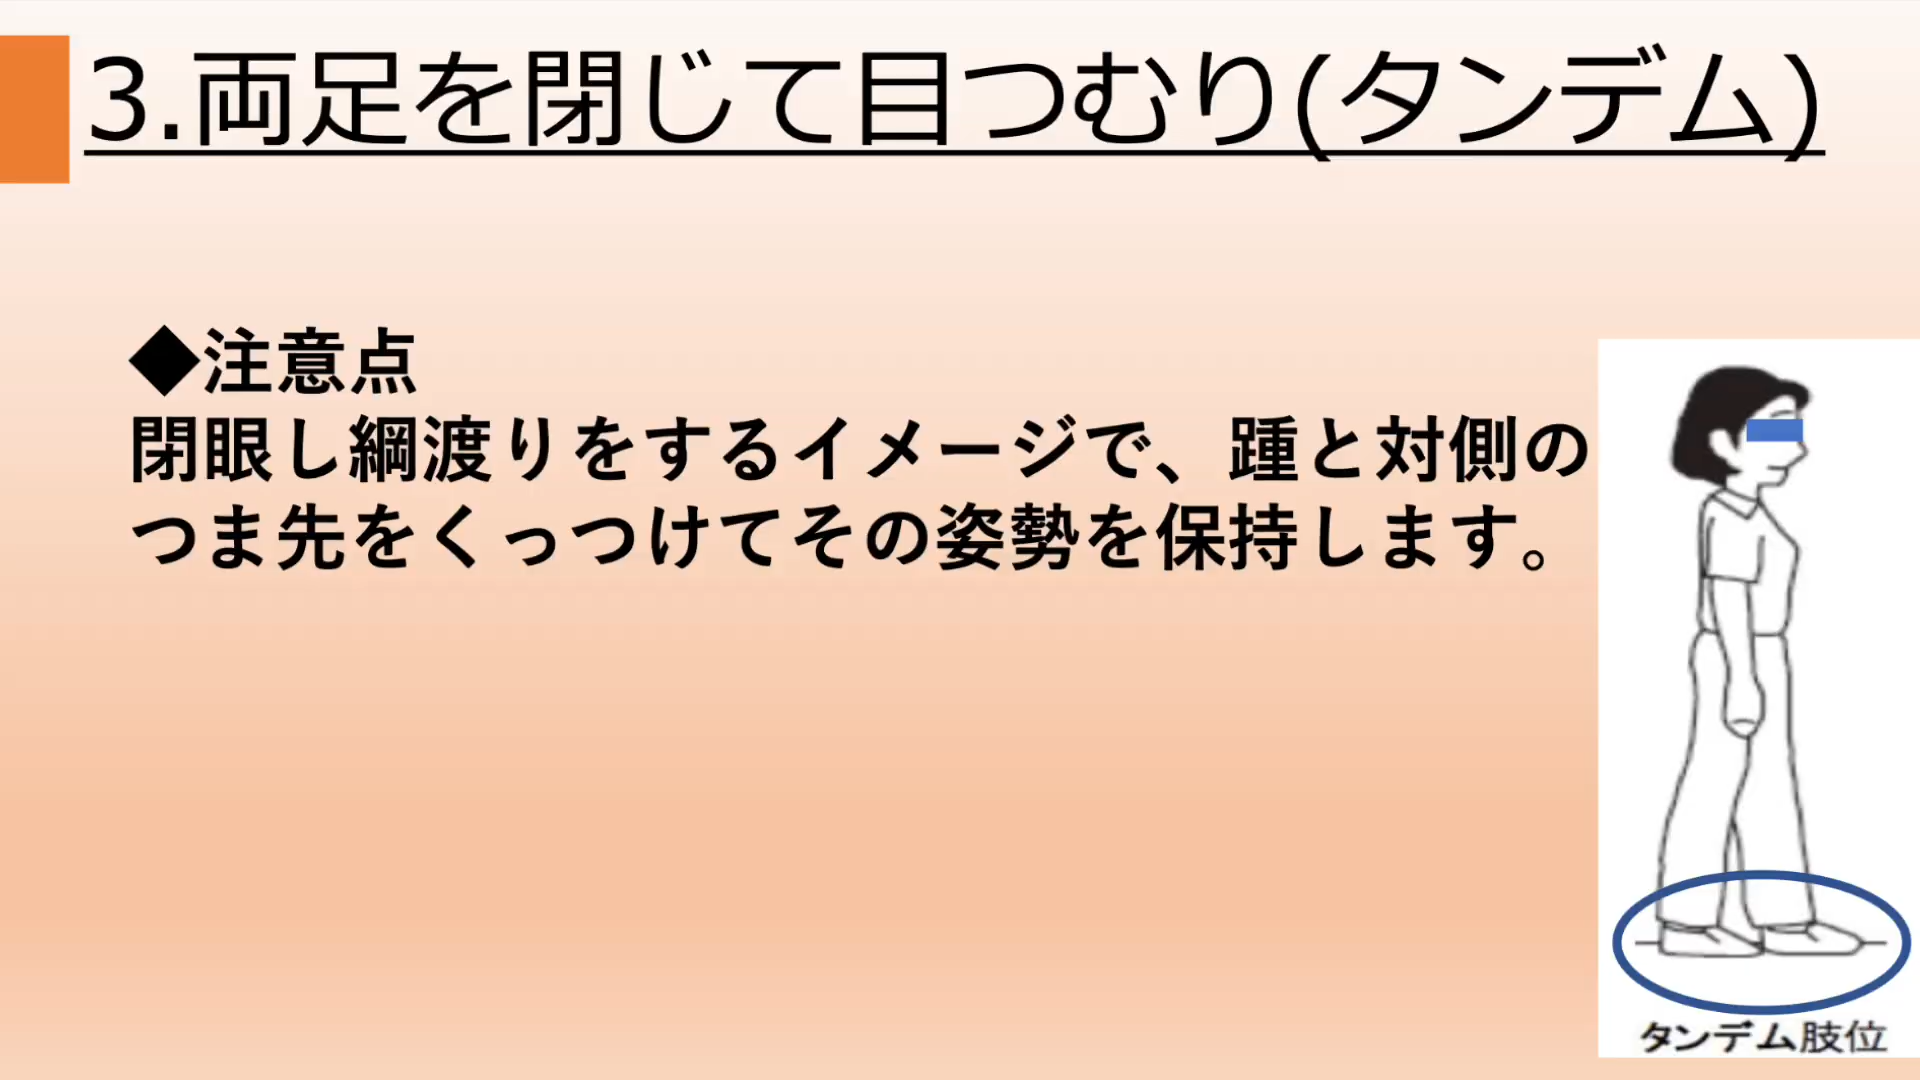 3.両足を閉じて目つむり(タンデム)
◆注意点
閉眼し綱渡りをするイメージで、踵と対側の
つま先をくっつけてその姿勢を保持します。
タンデム肢位